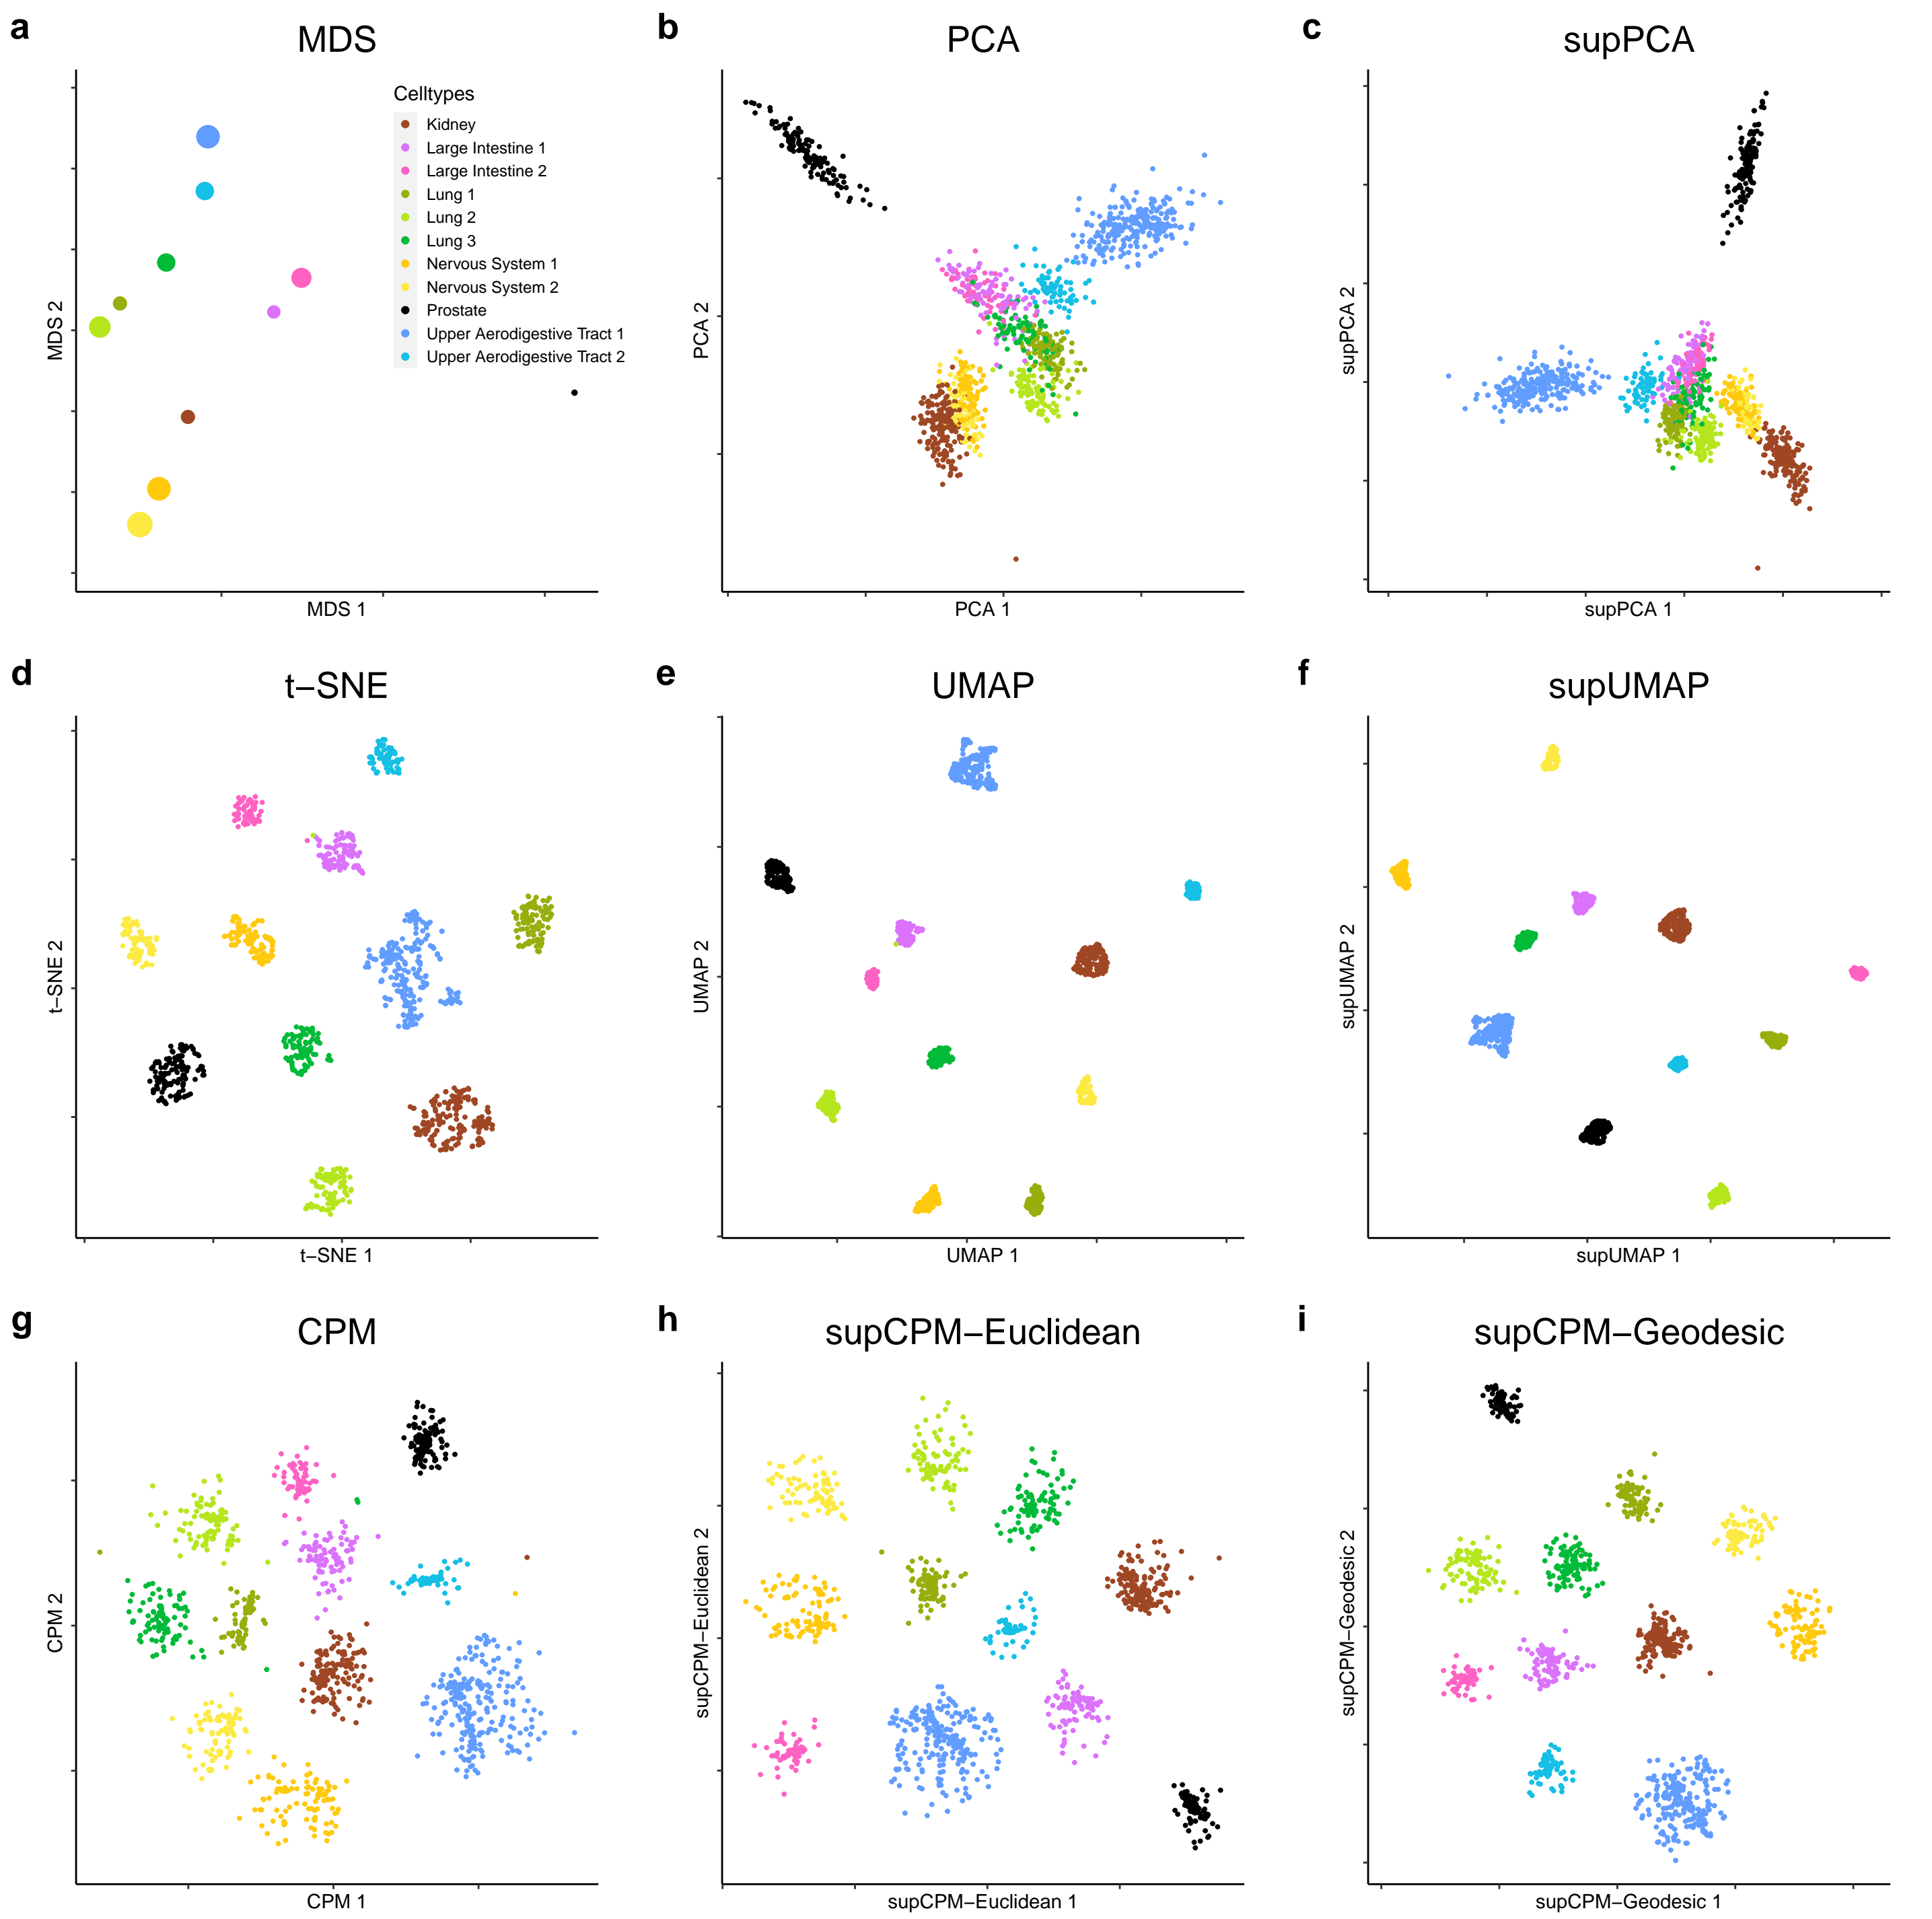 a
MDS
MDS 2
MDS 1
Celltypes
Kidney
Large Intestine 1
Large Intestine 2
Lung 1
Lung 2
Lung 3
Nervous System 1
Nervous System 2
Prostate
Upper Aerodigestive Tract 1
Upper Aerodigestive Tract 2
b
PCA
PCA 2
PCA 1
c
supPCA
supPCA 2
supPCA 1
d
t−SNE
t−SNE 2
t−SNE 1
e
UMAP
UMAP 2
UMAP 1
f
supUMAP
supUMAP 2
supUMAP 1
g
CPM
CPM 2
CPM 1
h
supCPM−Euclidean
supCPM−Euclidean 2
supCPM−Euclidean 1
i
supCPM−Geodesic
supCPM−Geodesic 2
supCPM−Geodesic 1